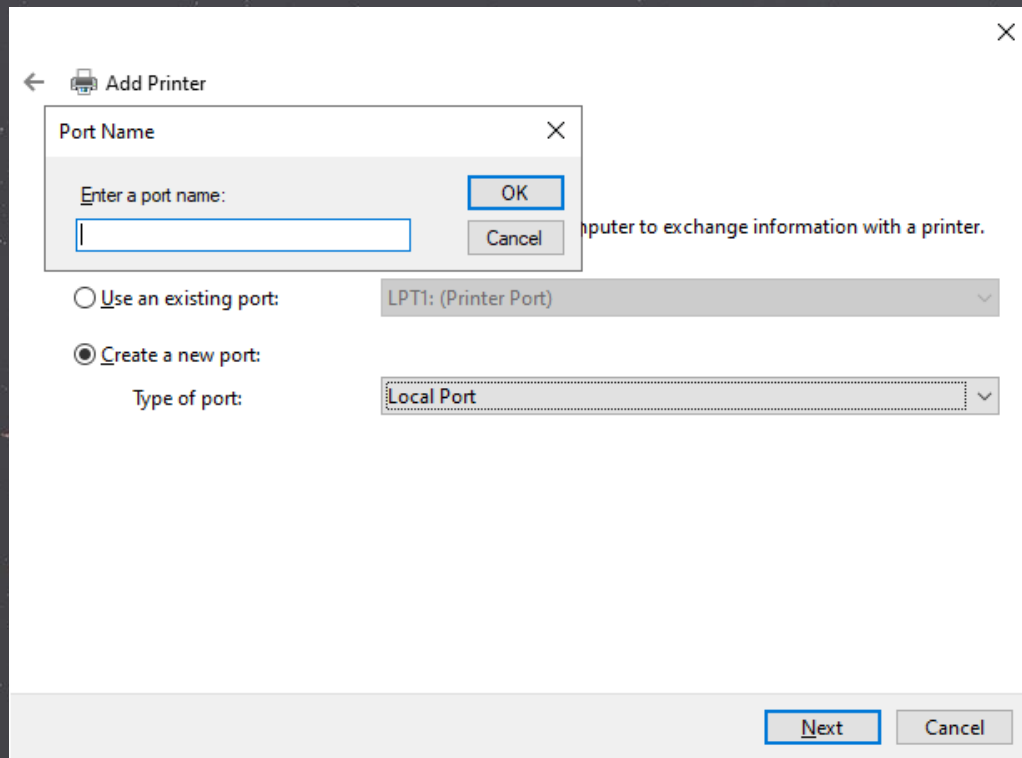 Add Printer
Port Name
Enter a port name:
OK
Cancel
puter to exchange information with a printer.
Use an existing port:
LPT1: (Printer Port)
Create a new port:
Type of port:
Local Port
Next
Cancel